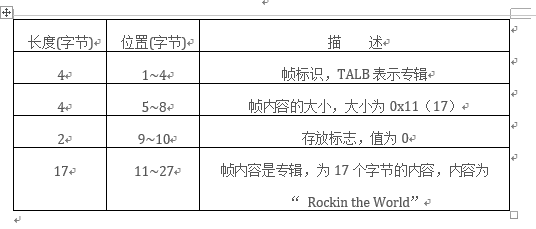 长度(字节) 位置(字节) 描 述
4 1~4 帧标识，TALB 表示专辑
4 5~8 帧内容的大小，大小为 0x11（17）
2 9~10 存放标志，值为 0
17 11~27 帧内容是专辑，为 17 个字节的内容，内容为
“ Rockin the World”